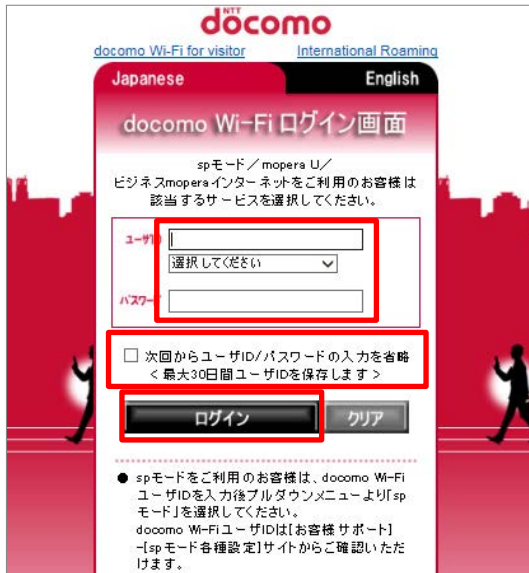 NTT
döcomo
docomo Wi-Fi for visitor International Roaming
Japanese English
docomo Wi-Fi ログイン画面
spモード／mopera U／
ビジネスmoperaインターネットをご利用のお客様は
該当するサービスを選択してください。
ユーザID
選択してください
パスワード
次回からユーザID/パスワードの入力を省略
＜最大30日間ユーザIDを保存します＞
ログイン クリア
● spモードをご利用のお客様は、docomo Wi-Fi
ユーザIDを入力後プルダウンメニューより「sp
モード」を選択してください。
docomo Wi-FiユーザIDは[お客様サポート]
-[spモード各種設定]サイトからご確認いただ
けます。